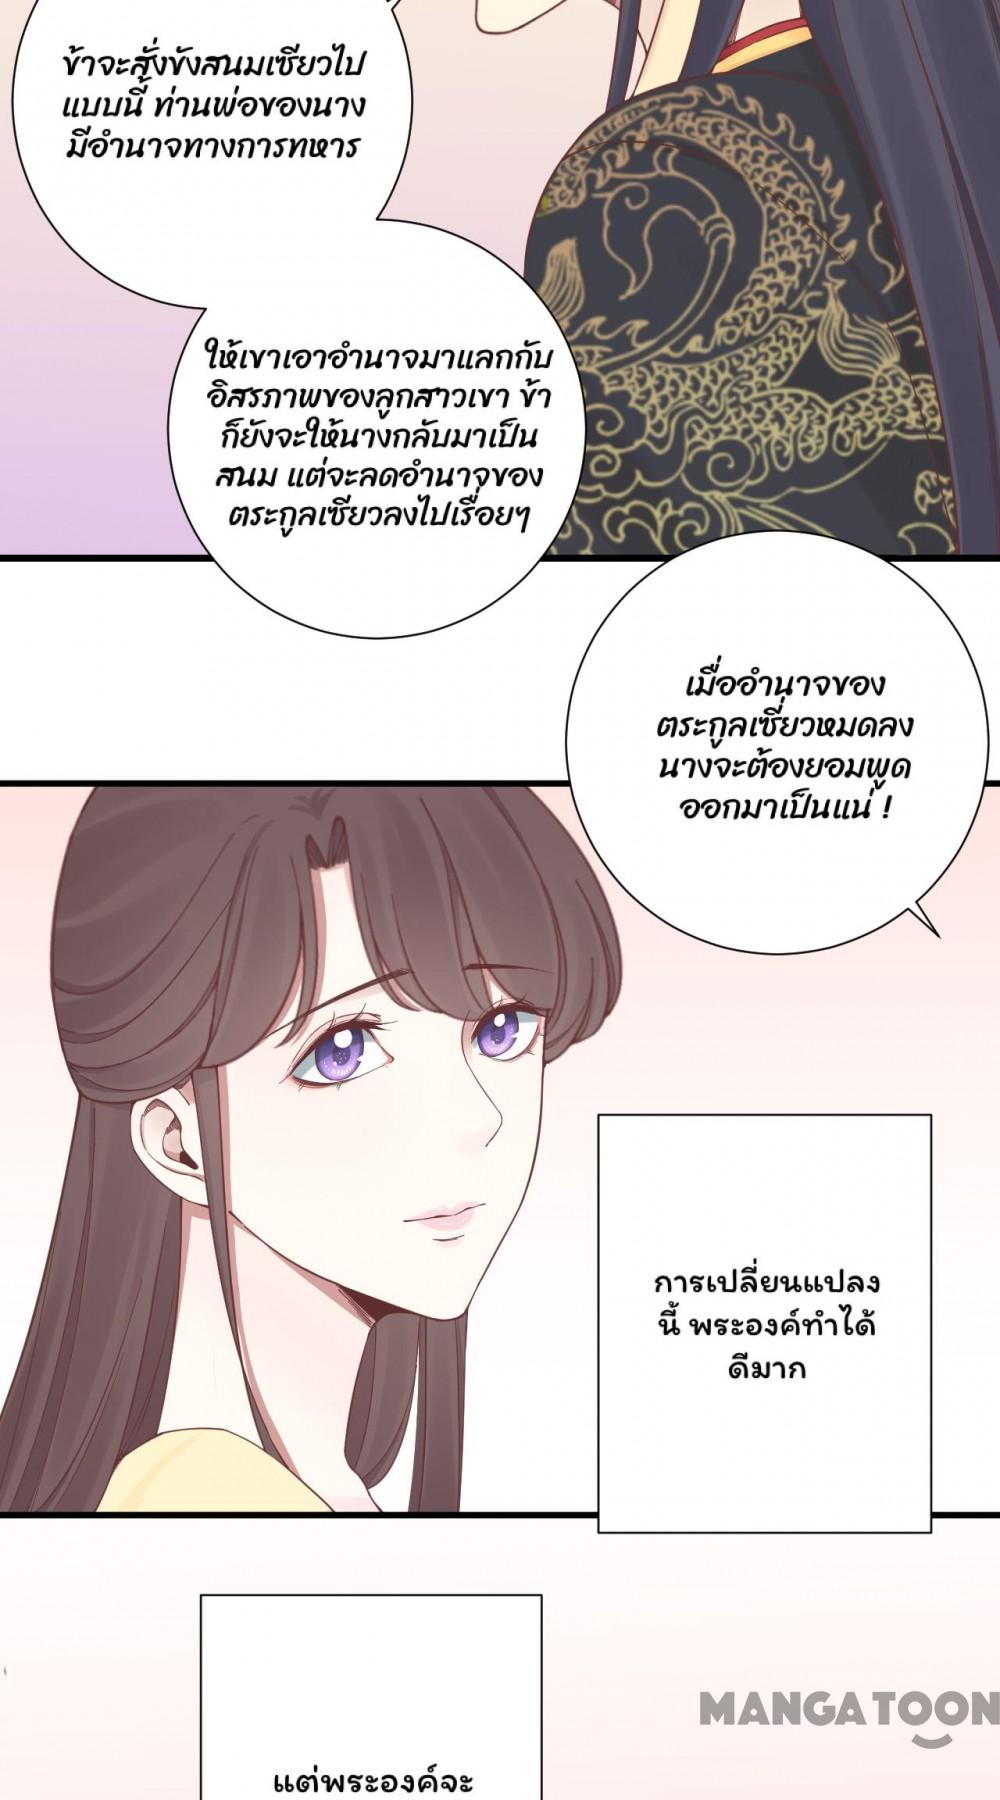 ข้าจะสั่งขังสนมเซียวไป
แบบนี้ ท่านพ่อของนาง
มีอำนาจทางการทหาร
ให้เขาเอาอำนาจมาแลกกับ
อิสรภาพของลูกสาวเขา ข้า
ก็ยังจะให้นางกลับมาเป็น
สนม แต่จะลดอำนาจของ
ตระกูลเซียวลงไปเรื่อยๆ
เมื่ออำนาจของ
ตระกูลเซี่ยวหมดลง
นางจะต้องยอมพูด
ออกมาเป็นแน่ !
การเปลี่ยนแปลง
นี้ พระองค์ทำได้
ดีมาก
MANGATOON
แต่พระองค์จะ